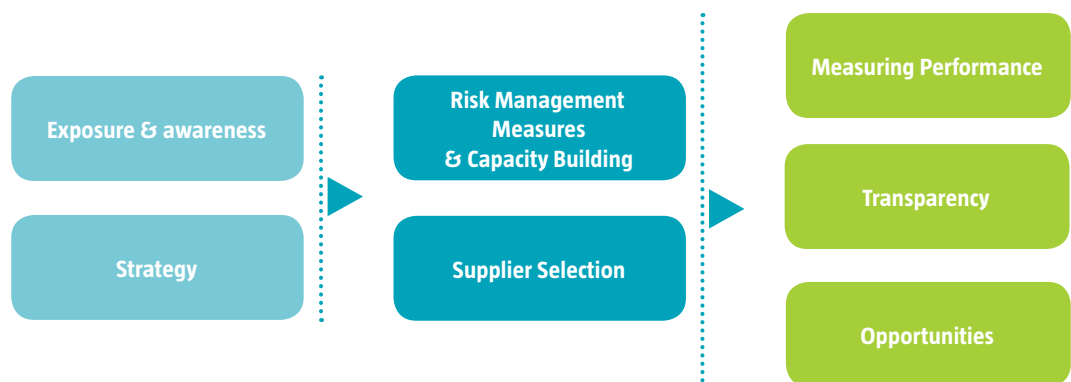 Exposure & awareness
Strategy
Risk Management
Measures
& Capacity Building
Supplier Selection
Measuring Performance
Transparency
Opportunities